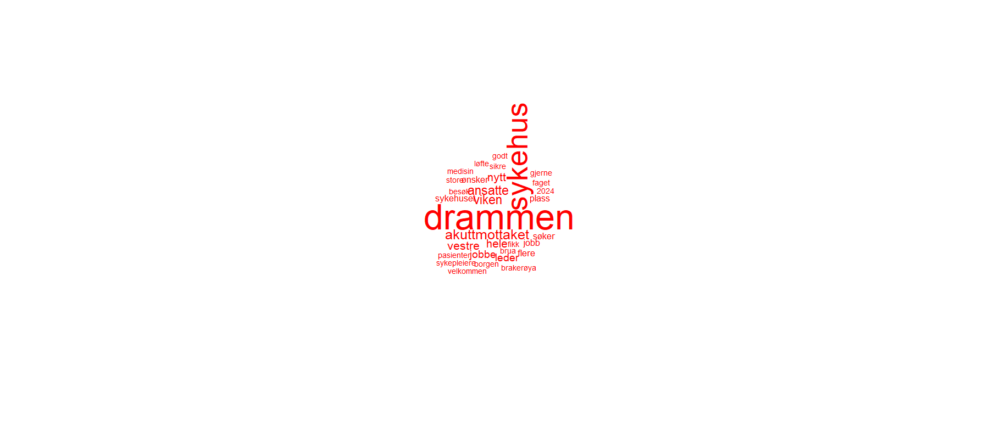 sykehus
godt
løfte
sikre
medisin
gjerne
store
ønsker
nytt
faget
besøk
ansatte
2024
sykehuset
viken
plass
drammen
akuttmottaket
søker
vestre
hele
fikk
jobb
brua
pasienter
jobbe
leder
flere
sykepleiere
borgen
brakerøya
velkommen